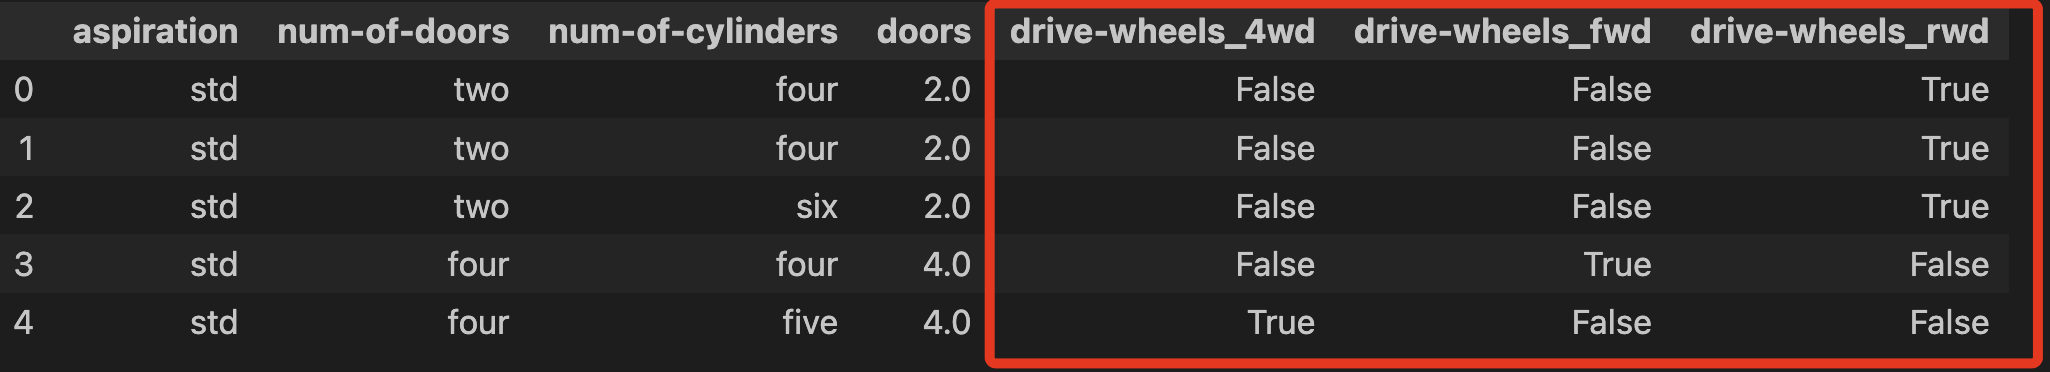 aspiration num-of-doors num-of-cylinders doors drive-wheels_4wd drive-wheels_fwd drive-wheels_rwd
0 std two four 2.0 False False True
1 std two four 2.0 False False True
2 std two six 2.0 False False True
3 std four four 4.0 False True False
4 std four five 4.0 True False False